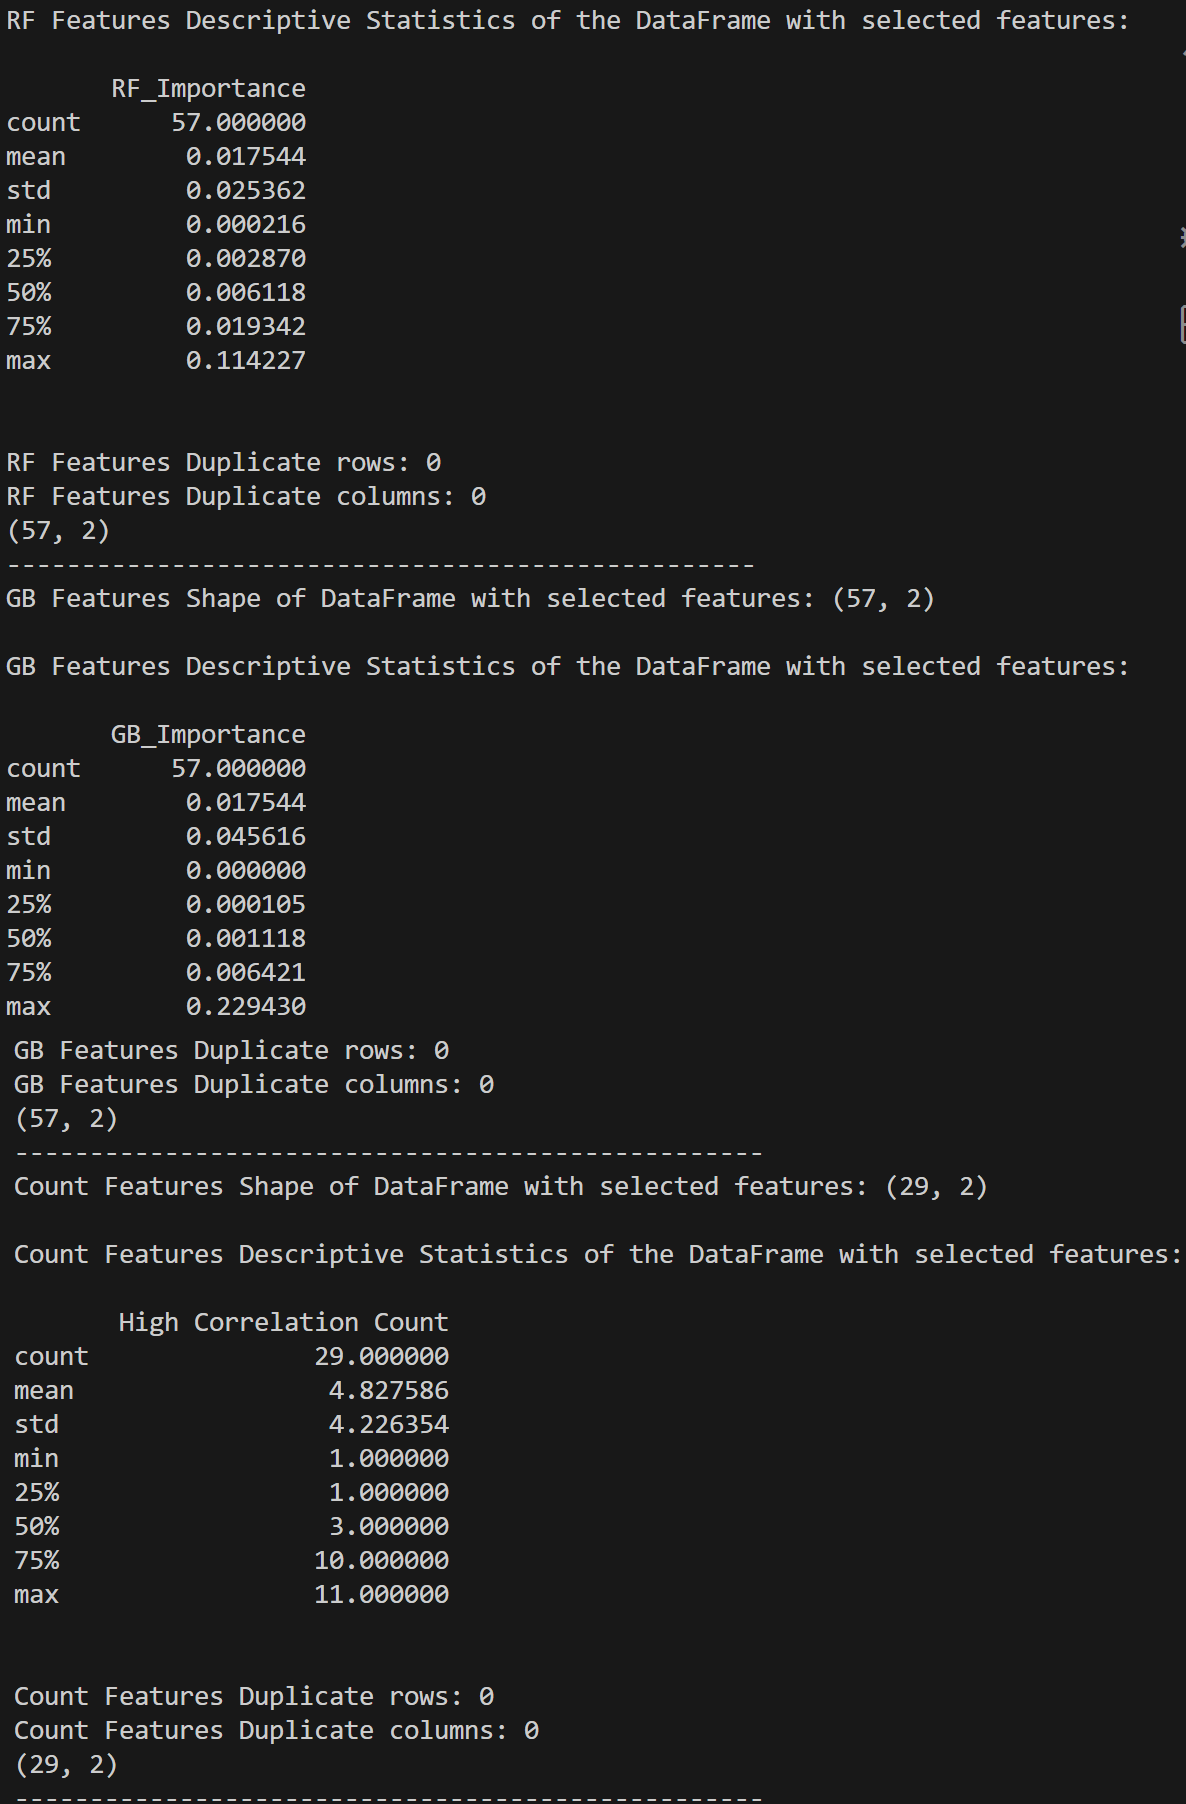 RF Features Descriptive Statistics of the DataFrame with selected features:
RF_Importance
count 57.000000
mean 0.017544
std 0.025362
min 0.000216
25% 0.002870
50% 0.006118
75% 0.019342
max 0.114227
RF Features Duplicate rows: 0
RF Features Duplicate columns: 0
(57, 2)
--------------------------------------------------
GB Features Shape of DataFrame with selected features: (57, 2)
GB Features Descriptive Statistics of the DataFrame with selected features:
GB_Importance
count 57.000000
mean 0.017544
std 0.045616
min 0.000000
25% 0.000105
50% 0.001118
75% 0.006421
max 0.229430
GB Features Duplicate rows: 0
GB Features Duplicate columns: 0
(57, 2)
--------------------------------------------------
Count Features Shape of DataFrame with selected features: (29, 2)
Count Features Descriptive Statistics of the DataFrame with selected features:
High Correlation Count
count 29.000000
mean 4.827586
std 4.226354
min 1.000000
25% 1.000000
50% 3.000000
75% 10.000000
max 11.000000
Count Features Duplicate rows: 0
Count Features Duplicate columns: 0
(29, 2)
--------------------------------------------------